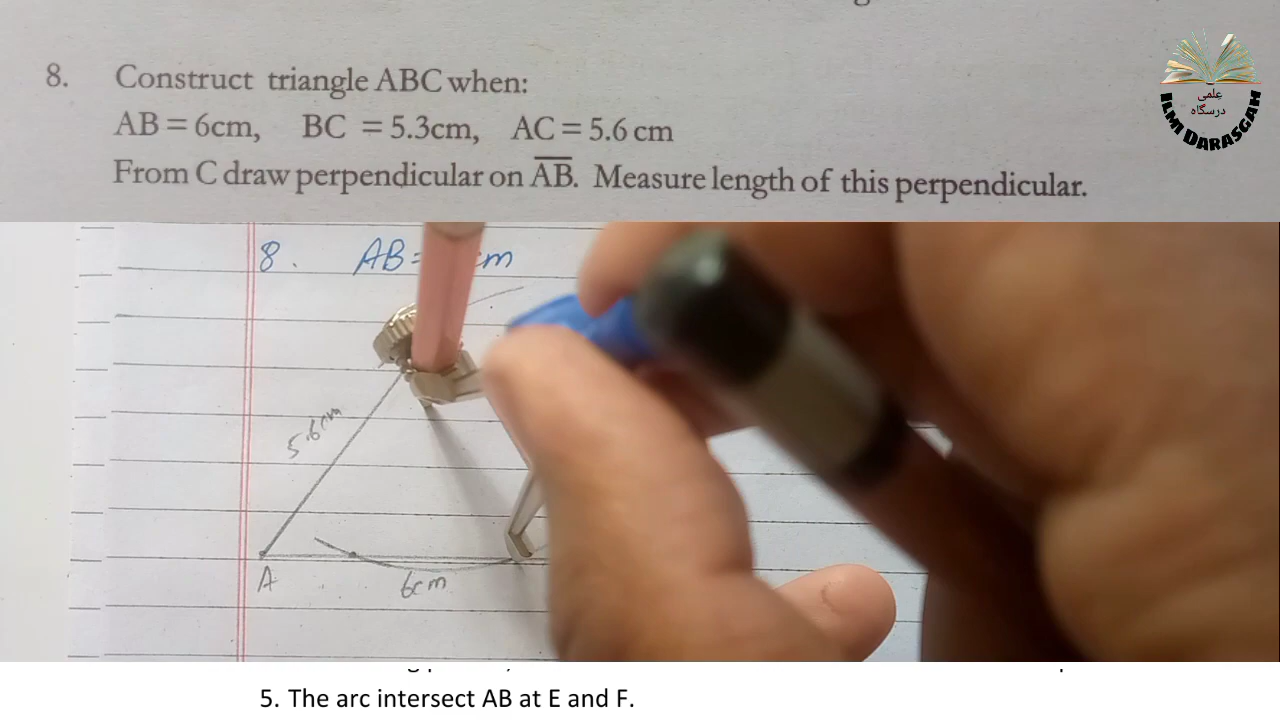 8. Construct triangle ABC when:
AB = 6cm, BC = 5.3cm, AC = 5.6 cm
From C draw perpendicular on AB. Measure length of this perpendicular.
علمی
درسگاہ
ILMI DARASGAH
8. AB= cm
5.6cm
A
6cm
5. The arc intersect AB at E and F.